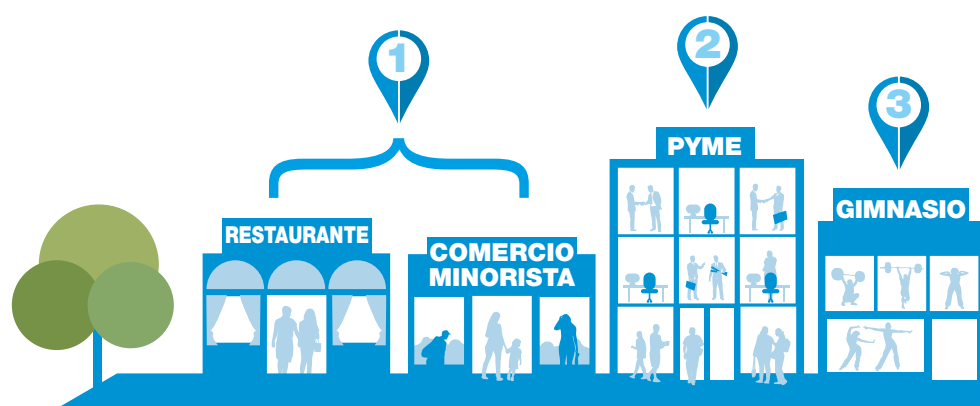 1
2
3
RESTAURANTE
COMERCIO
MINORISTA
PYME
GIMNASIO